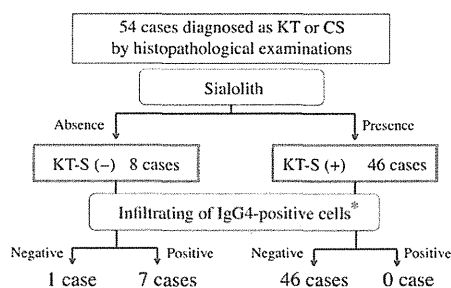 54 cases diagnosed as KT or CS
by histopathological examinations
Sialolith
Absence
Presence
KT-S (−) 8 cases
KT-S (+) 46 cases
Infiltrating of IgG4-positive cells*
Negative
Positive
Negative
Positive
1 case
7 cases
46 cases
0 case